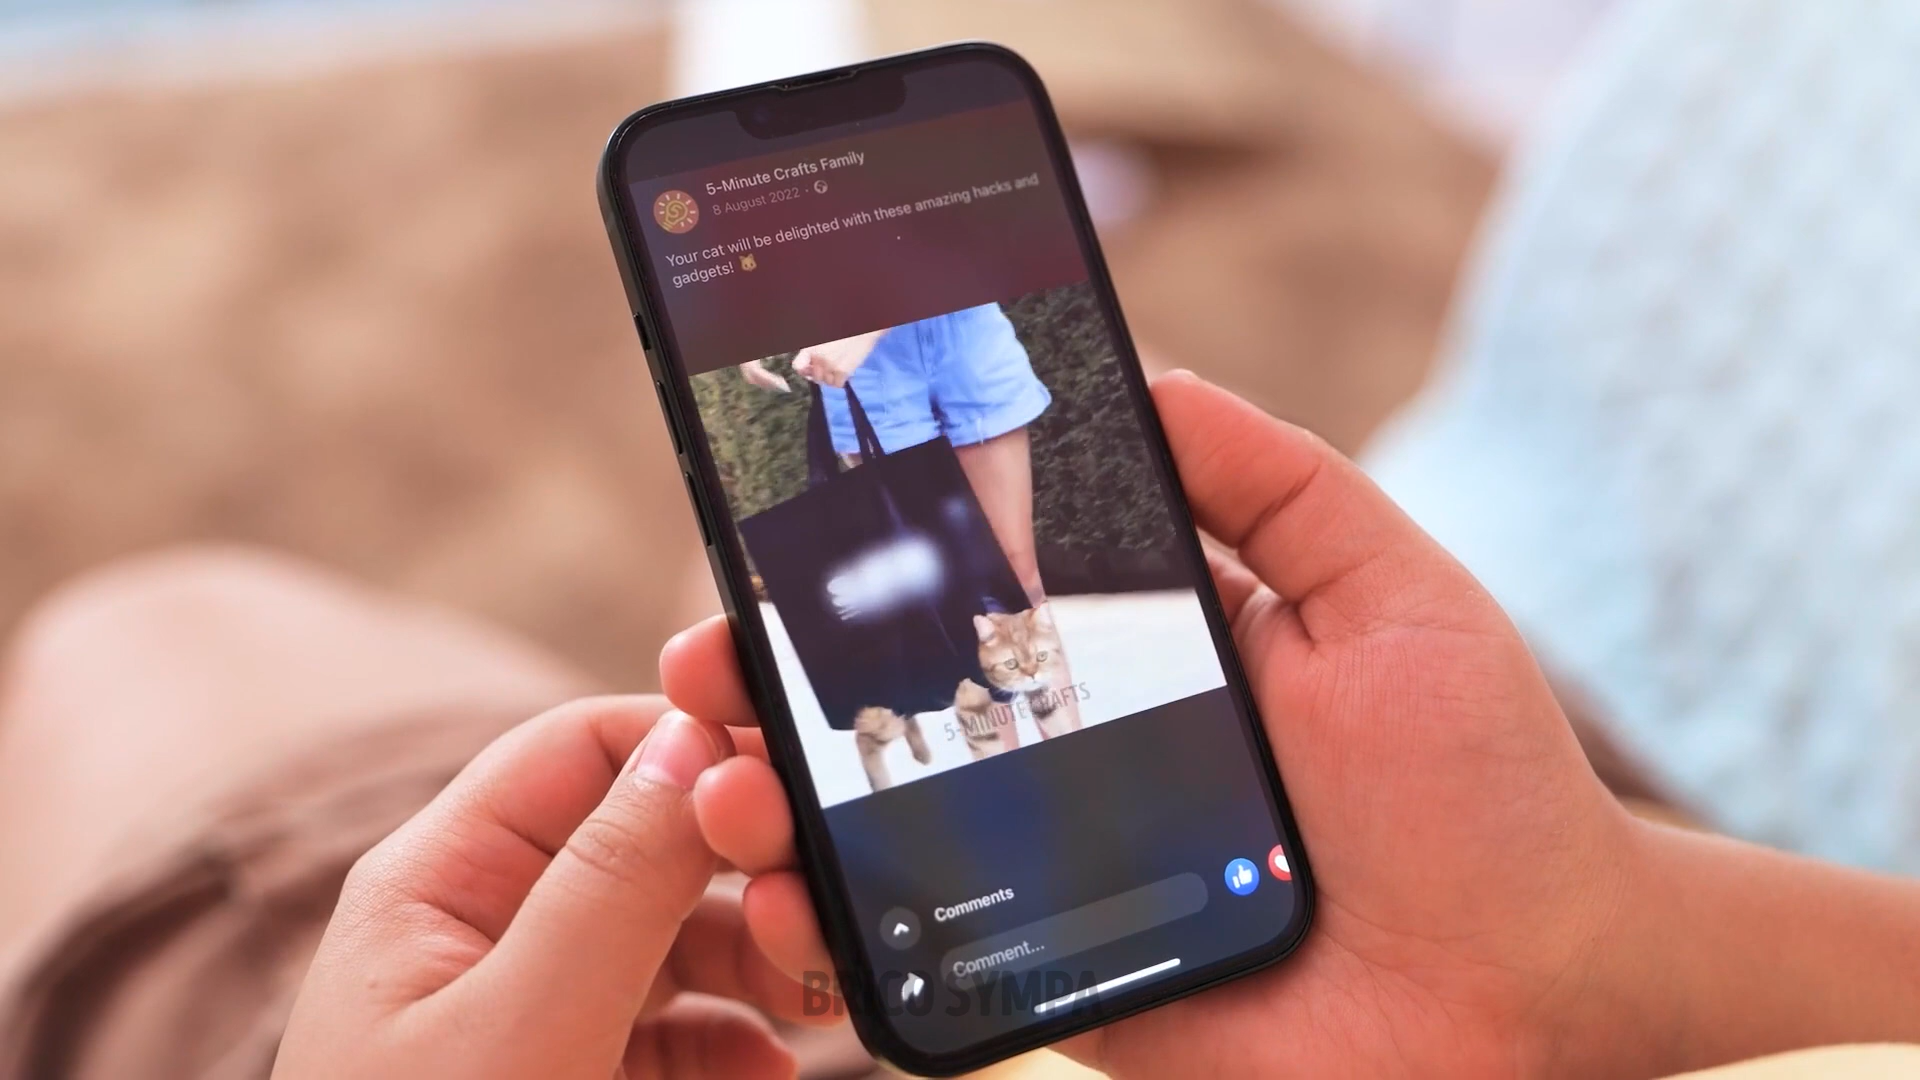 5-Minute Crafts Family
8 August 2022 ·
Your cat will be delighted with these amazing hacks and
gadgets! 🐱
5-MINUTE CRAFTS
Comments
Comment...
BRICO SYMPA